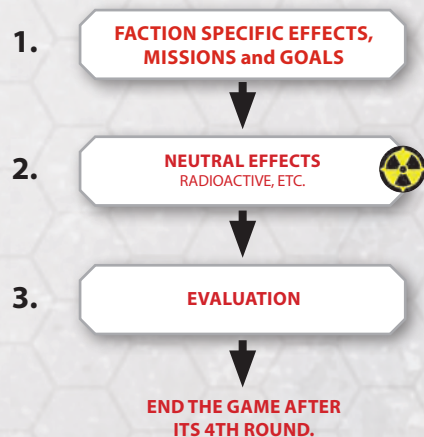 1.
FACTION SPECIFIC EFFECTS,
MISSIONS and GOALS
2.
NEUTRAL EFFECTS
RADIOACTIVE, ETC.
3.
EVALUATION
END THE GAME AFTER
ITS 4TH ROUND.